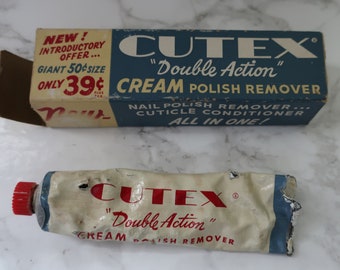 NEW!
INTRODUCTORY
OFFER...
GIANT 50¢ SIZE
ONLY 39¢
New
CUTEX®
"Double Action"
CREAM POLISH REMOVER
NAIL POLISH REMOVER...
CUTICLE CONDITIONER
ALL IN ONE!
CUTEX®
"Double Action"
CREAM POLISH REMOVER